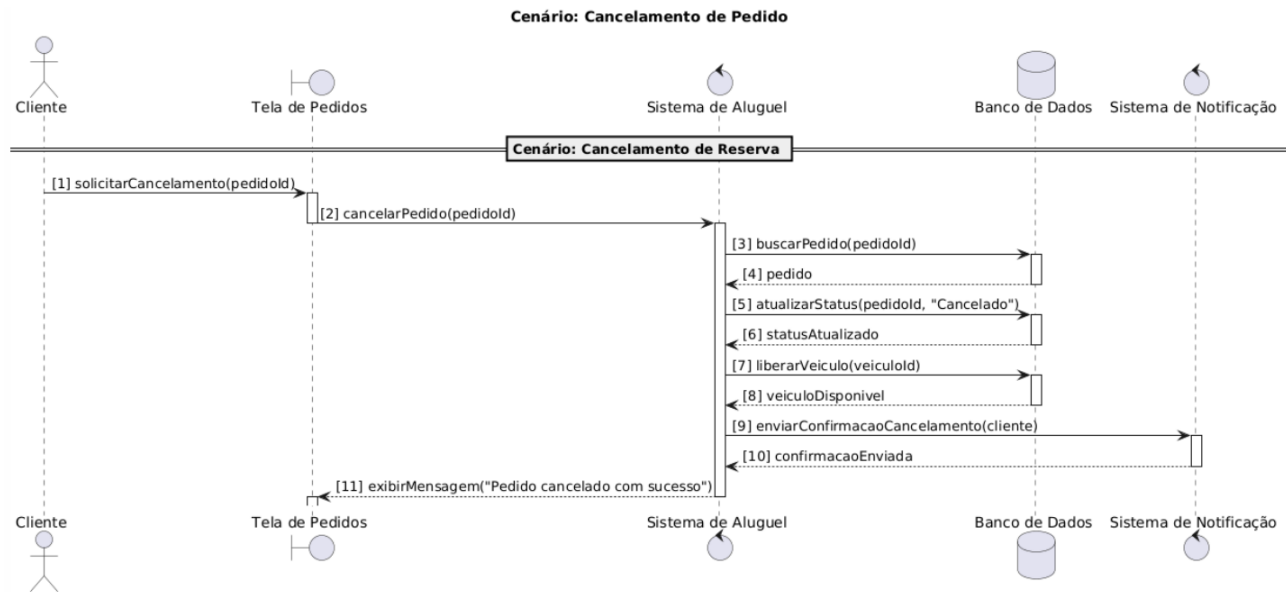 Cenário: Cancelamento de Pedido
Cliente
Tela de Pedidos
Sistema de Aluguel
Banco de Dados
Sistema de Notificação
Cenário: Cancelamento de Reserva
[1] solicitarCancelamento(pedidoId)
[2] cancelarPedido(pedidoId)
[3] buscarPedido(pedidoId)
[4] pedido
[5] atualizarStatus(pedidoId, "Cancelado")
[6] statusAtualizado
[7] liberarVeiculo(veiculoId)
[8] veiculoDisponivel
[9] enviarConfirmacaoCancelamento(cliente)
[10] confirmacaoEnviada
[11] exibirMensagem("Pedido cancelado com sucesso")
Cliente
Tela de Pedidos
Sistema de Aluguel
Banco de Dados
Sistema de Notificação